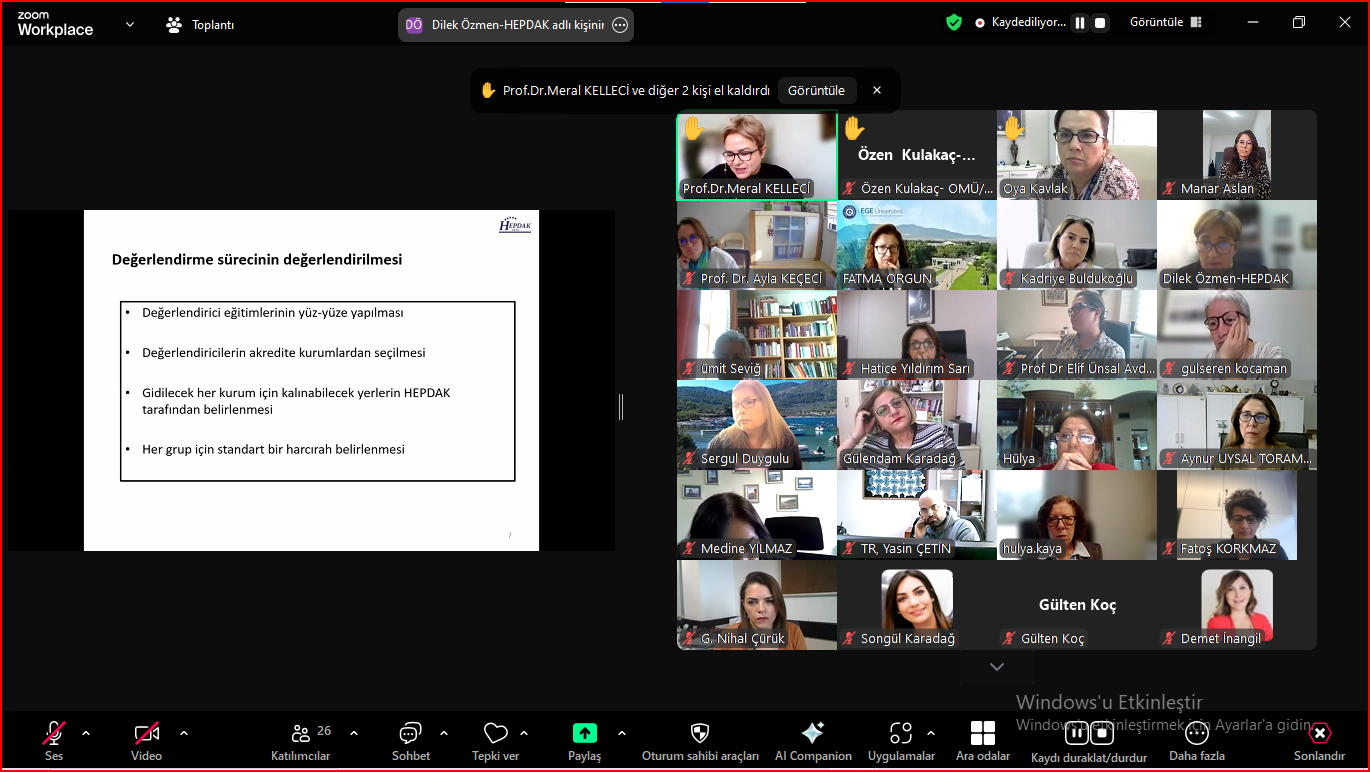 zoom
Workplace
Toplantı
DÖ Dilek Özmen-HEPDAK adlı kişinir
Kaydediliyor...
Görüntüle
Prof.Dr.Meral KELLECİ ve diğer 2 kişi el kaldırdı
Görüntüle
HEPDAK
Değerlendirme sürecinin değerlendirilmesi
• Değerlendirici eğitimlerinin yüz-yüze yapılması
• Değerlendiricilerin akredite kurumlardan seçilmesi
• Gidilecek her kurum için kalınabilecek yerlerin HEPDAK
tarafından belirlenmesi
• Her grup için standart bir harcırah belirlenmesi
7
Prof.Dr.Meral KELLECİ
Özen Kulakaç-...
Özen Kulakaç- OMÜ/...
Oya Kavlak
Manar Aslan
Prof. Dr. Ayla KEÇECİ
EGE Üniversitesi
FATMA ORGUN
Kadriye Buldukoğlu
Dilek Özmen-HEPDAK
ümit Seviğ
Hatice Yıldırım Sarı
Prof Dr Elif Ünsal Avd...
gulseren kocaman
Sergul Duygulu
Gülendam Karadağ
Hülya
Aynur UYSAL TORAM...
Medine YILMAZ
TR, Yasin ÇETİN
hulya.kaya
Fatoş KORKMAZ
G. Nihal Çürük
Songül Karadağ
Gülten Koç
Gülten Koç
Demet İnangil
Windows'u Etkinleştir
Windows'u etkinleştirmek için Ayarlar'a gidin.
Ses
Video
26
Katılımcılar
Sohbet
Tepki ver
Paylaş
Oturum sahibi araçları
AI Companion
Uygulamalar
Ara odalar
Kaydı duraklat/durdur
Daha fazla
Sonlandır